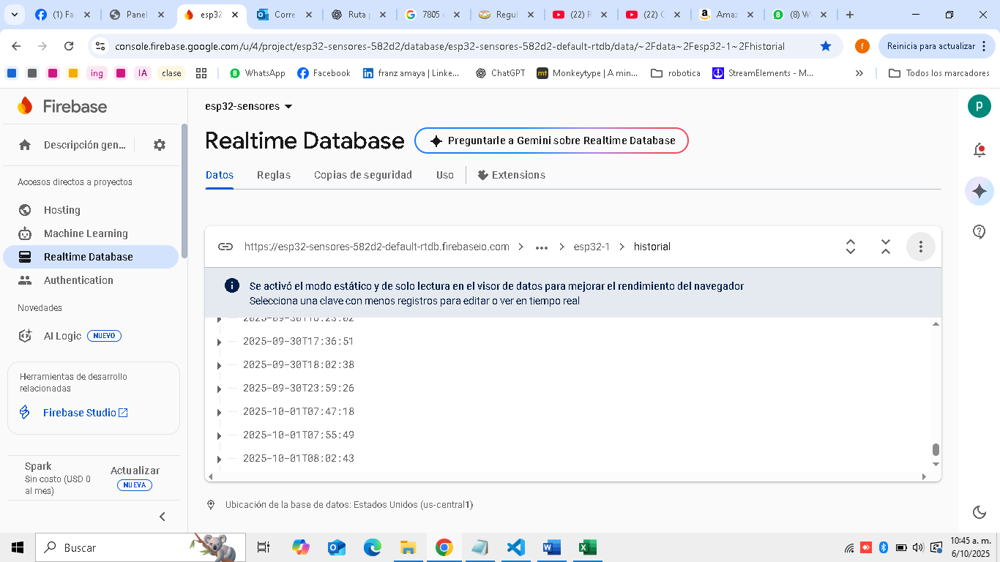 (1) Fa
Panel
esp32
Corre
Ruta p
7805 c
Regul
(22) F
(22) C
Amaz
(8) W
console.firebase.google.com/u/4/project/esp32-sensores-582d2/database/esp32-sensores-582d2-default-rtdb/data/~2Fdata~2Fesp32-1~2Fhistorial
f
Reinicia para actualizar
ing
IA
clase
WhatsApp
Facebook
franz amaya | Linke...
ChatGPT
mt
Monkeytype | A min...
robotica
StreamElements - M...
Todos los marcadores
Firebase
esp32-sensores
p
Descripción gen...
Realtime Database
Preguntarle a Gemini sobre Realtime Database
Accesos directos a proyectos
Datos
Reglas
Copias de seguridad
Uso
Extensions
Hosting
Machine Learning
Realtime Database
Authentication
https://esp32-sensores-582d2-default-rtdb.firebaseio.com
esp32-1
historial
Se activó el modo estático y de solo lectura en el visor de datos para mejorar el rendimiento del navegador
Selecciona una clave con menos registros para editar o ver en tiempo real
Novedades
AI Logic
NUEVO
2025-09-30T17:36:51
2025-09-30T18:02:38
2025-09-30T23:59:26
2025-10-01T07:47:18
2025-10-01T07:55:49
2025-10-01T08:02:43
Herramientas de desarrollo
relacionadas
Firebase Studio
Spark
Sin costo (USD 0
al mes)
Actualizar
NUEVA
Ubicación de la base de datos: Estados Unidos (us-central1)
Buscar
10:45 a. m.
6/10/2025